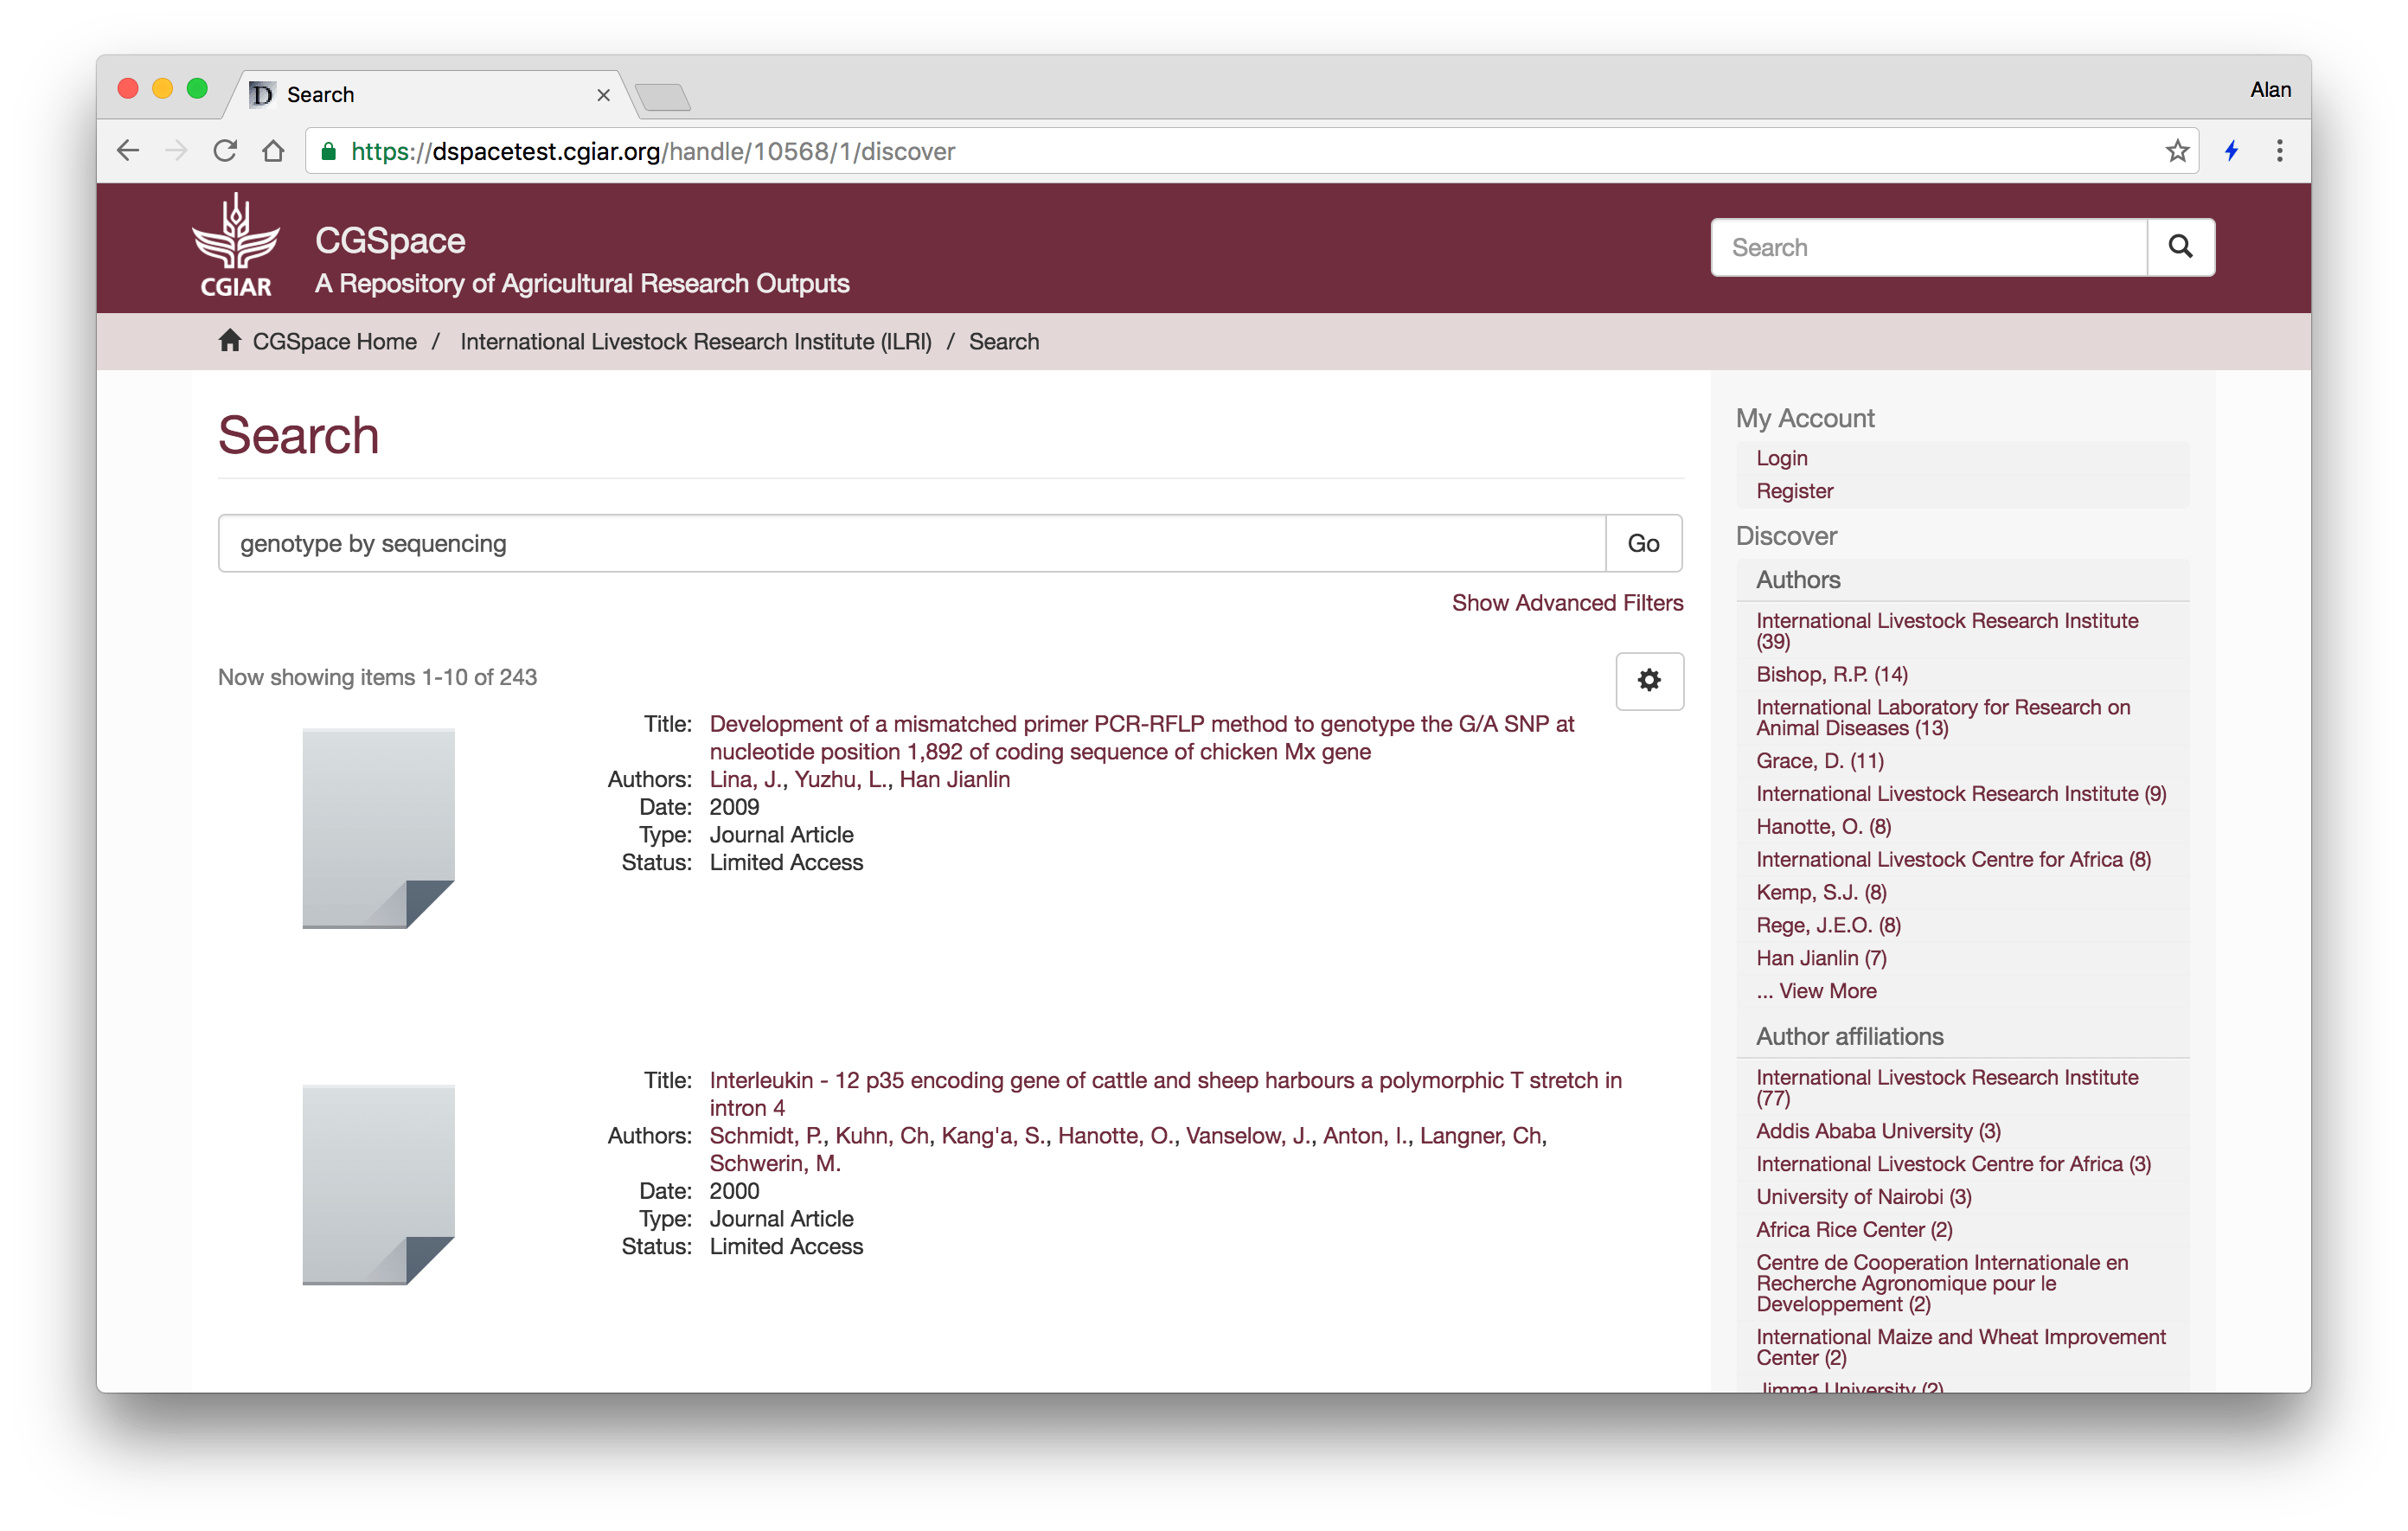 Search
Alan
https://dspacetest.cgiar.org/handle/10568/1/discover
CGIAR
CGSpace
A Repository of Agricultural Research Outputs
Search
CGSpace Home / International Livestock Research Institute (ILRI) / Search
Search
genotype by sequencing
Go
Show Advanced Filters
Now showing items 1-10 of 243
Title: Development of a mismatched primer PCR-RFLP method to genotype the G/A SNP at
nucleotide position 1,892 of coding sequence of chicken Mx gene
Authors: Lina, J., Yuzhu, L., Han Jianlin
Date: 2009
Type: Journal Article
Status: Limited Access
Title: Interleukin - 12 p35 encoding gene of cattle and sheep harbours a polymorphic T stretch in
intron 4
Authors: Schmidt, P., Kuhn, Ch, Kang'a, S., Hanotte, O., Vanselow, J., Anton, I., Langner, Ch,
Schwerin, M.
Date: 2000
Type: Journal Article
Status: Limited Access
My Account
Login
Register
Discover
Authors
International Livestock Research Institute
(39)
Bishop, R.P. (14)
International Laboratory for Research on
Animal Diseases (13)
Grace, D. (11)
International Livestock Research Institute (9)
Hanotte, O. (8)
International Livestock Centre for Africa (8)
Kemp, S.J. (8)
Rege, J.E.O. (8)
Han Jianlin (7)
... View More
Author affiliations
International Livestock Research Institute
(77)
Addis Ababa University (3)
International Livestock Centre for Africa (3)
University of Nairobi (3)
Africa Rice Center (2)
Centre de Cooperation Internationale en
Recherche Agronomique pour le
Developpement (2)
International Maize and Wheat Improvement
Center (2)
Jimma University (2)